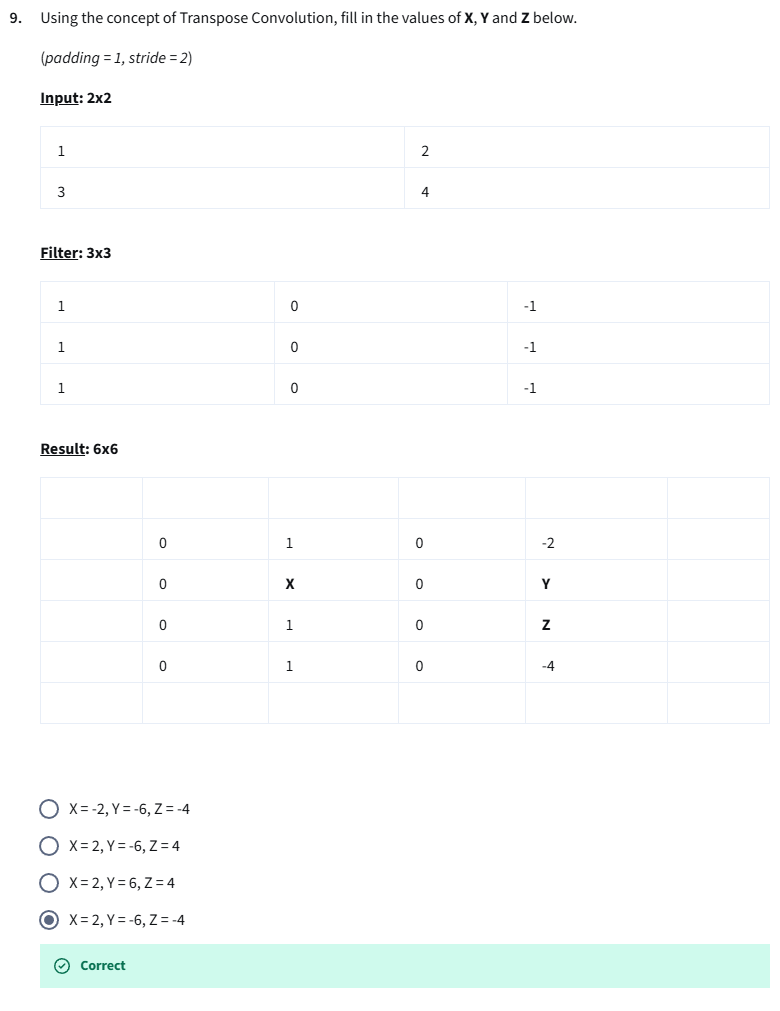 9. Using the concept of Transpose Convolution, fill in the values of X, Y and Z below.
(padding = 1, stride = 2)
Input: 2x2
1 2
3 4
Filter: 3x3
1 0 -1
1 0 -1
1 0 -1
Result: 6x6
0 1 0 -2
0 X 0 Y
0 1 0 Z
0 1 0 -4
X = -2, Y = -6, Z = -4
X = 2, Y = -6, Z = 4
X = 2, Y = 6, Z = 4
X = 2, Y = -6, Z = -4
Correct